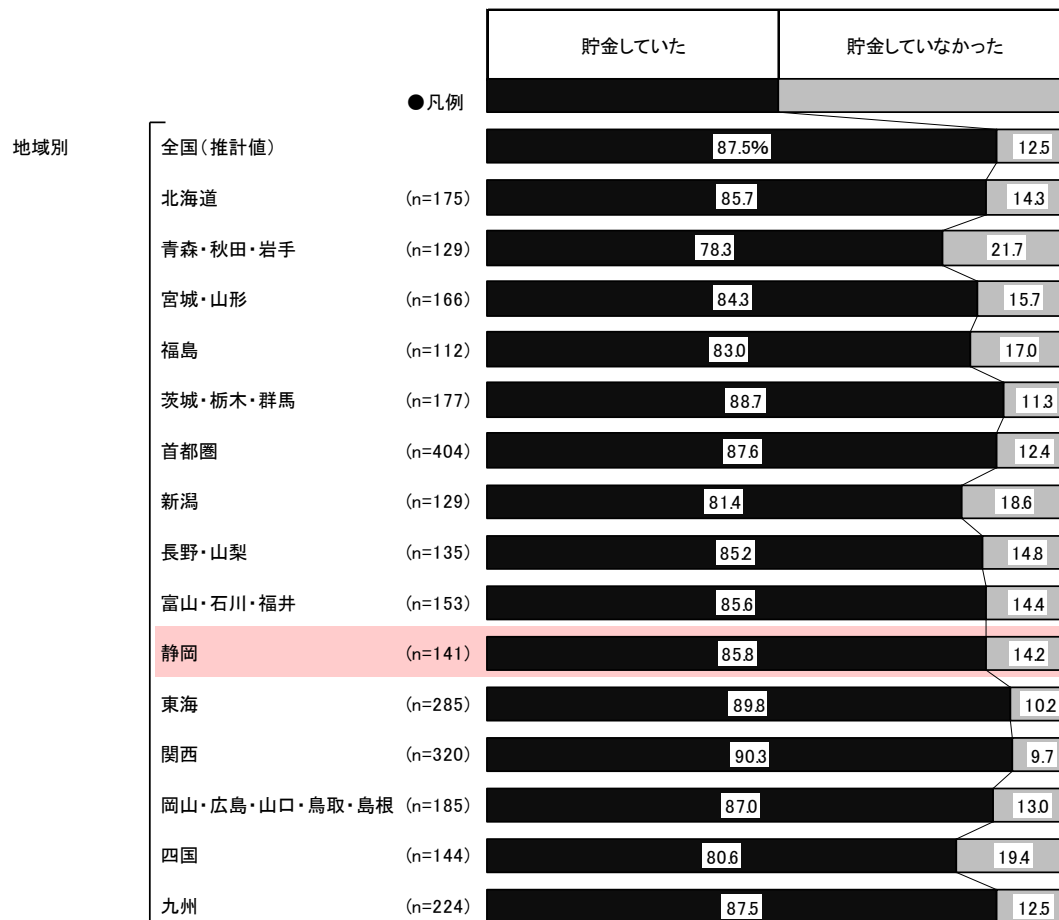 貯金していた 貯金していなかった
●凡例
地域別 全国(推計値) 87.5% 12.5
北海道 (n=175) 85.7 14.3
青森・秋田・岩手 (n=129) 78.3 21.7
宮城・山形 (n=166) 84.3 15.7
福島 (n=112) 83.0 17.0
茨城・栃木・群馬 (n=177) 88.7 11.3
首都圏 (n=404) 87.6 12.4
新潟 (n=129) 81.4 18.6
長野・山梨 (n=135) 85.2 14.8
富山・石川・福井 (n=153) 85.6 14.4
静岡 (n=141) 85.8 14.2
東海 (n=285) 89.8 10.2
関西 (n=320) 90.3 9.7
岡山・広島・山口・鳥取・島根 (n=185) 87.0 13.0
四国 (n=144) 80.6 19.4
九州 (n=224) 87.5 12.5